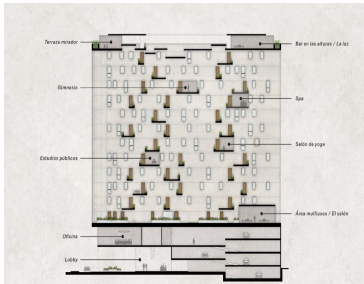 Terraza mirador
Bar en las alturas / La luz
Gimnasio
Spa
Salón de yoga
Estudios públicos
Área multiusos / El salón
Oficina
Lobby